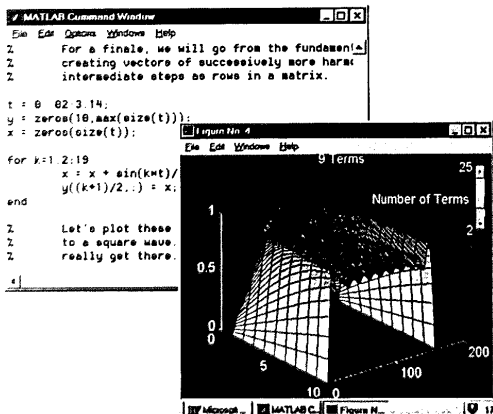 MATLAB Command Window
File Edit Options Windows Help
% For a finale, we will go from the fundament
% creating vectors of successively more harmo
% intermediate steps as rows in a matrix.
t = 0 .02:3.14;
y = zeros(10,max(size(t)));
x = zeros(size(t));
for k=1:2:19
x = x + sin(k*t)/
y((k+1)/2,:) = x;
end
% Let's plot these
% to a square wave.
% really get there.
Figure No. 4
File Edit Windows Help
9 Terms
25
Number of Terms
2
1
0.5
0
0
5
10
0
100
200
Microsoft
MATLAB C...
Figure N...